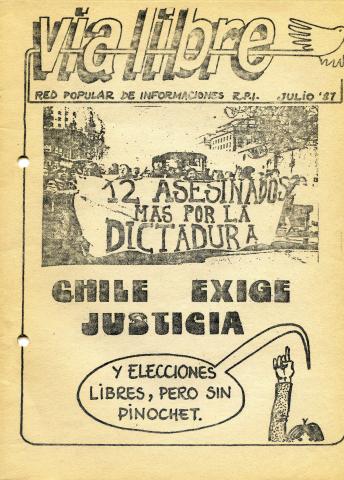 via libre
RED POPULAR DE INFORMACIONES R.P.I. JULIO '87
12 ASESINADOS
MAS POR LA
DICTADURA
CHILE EXIGE
JUSTICIA
Y ELECCIONES
LIBRES, PERO SIN
PINOCHET.